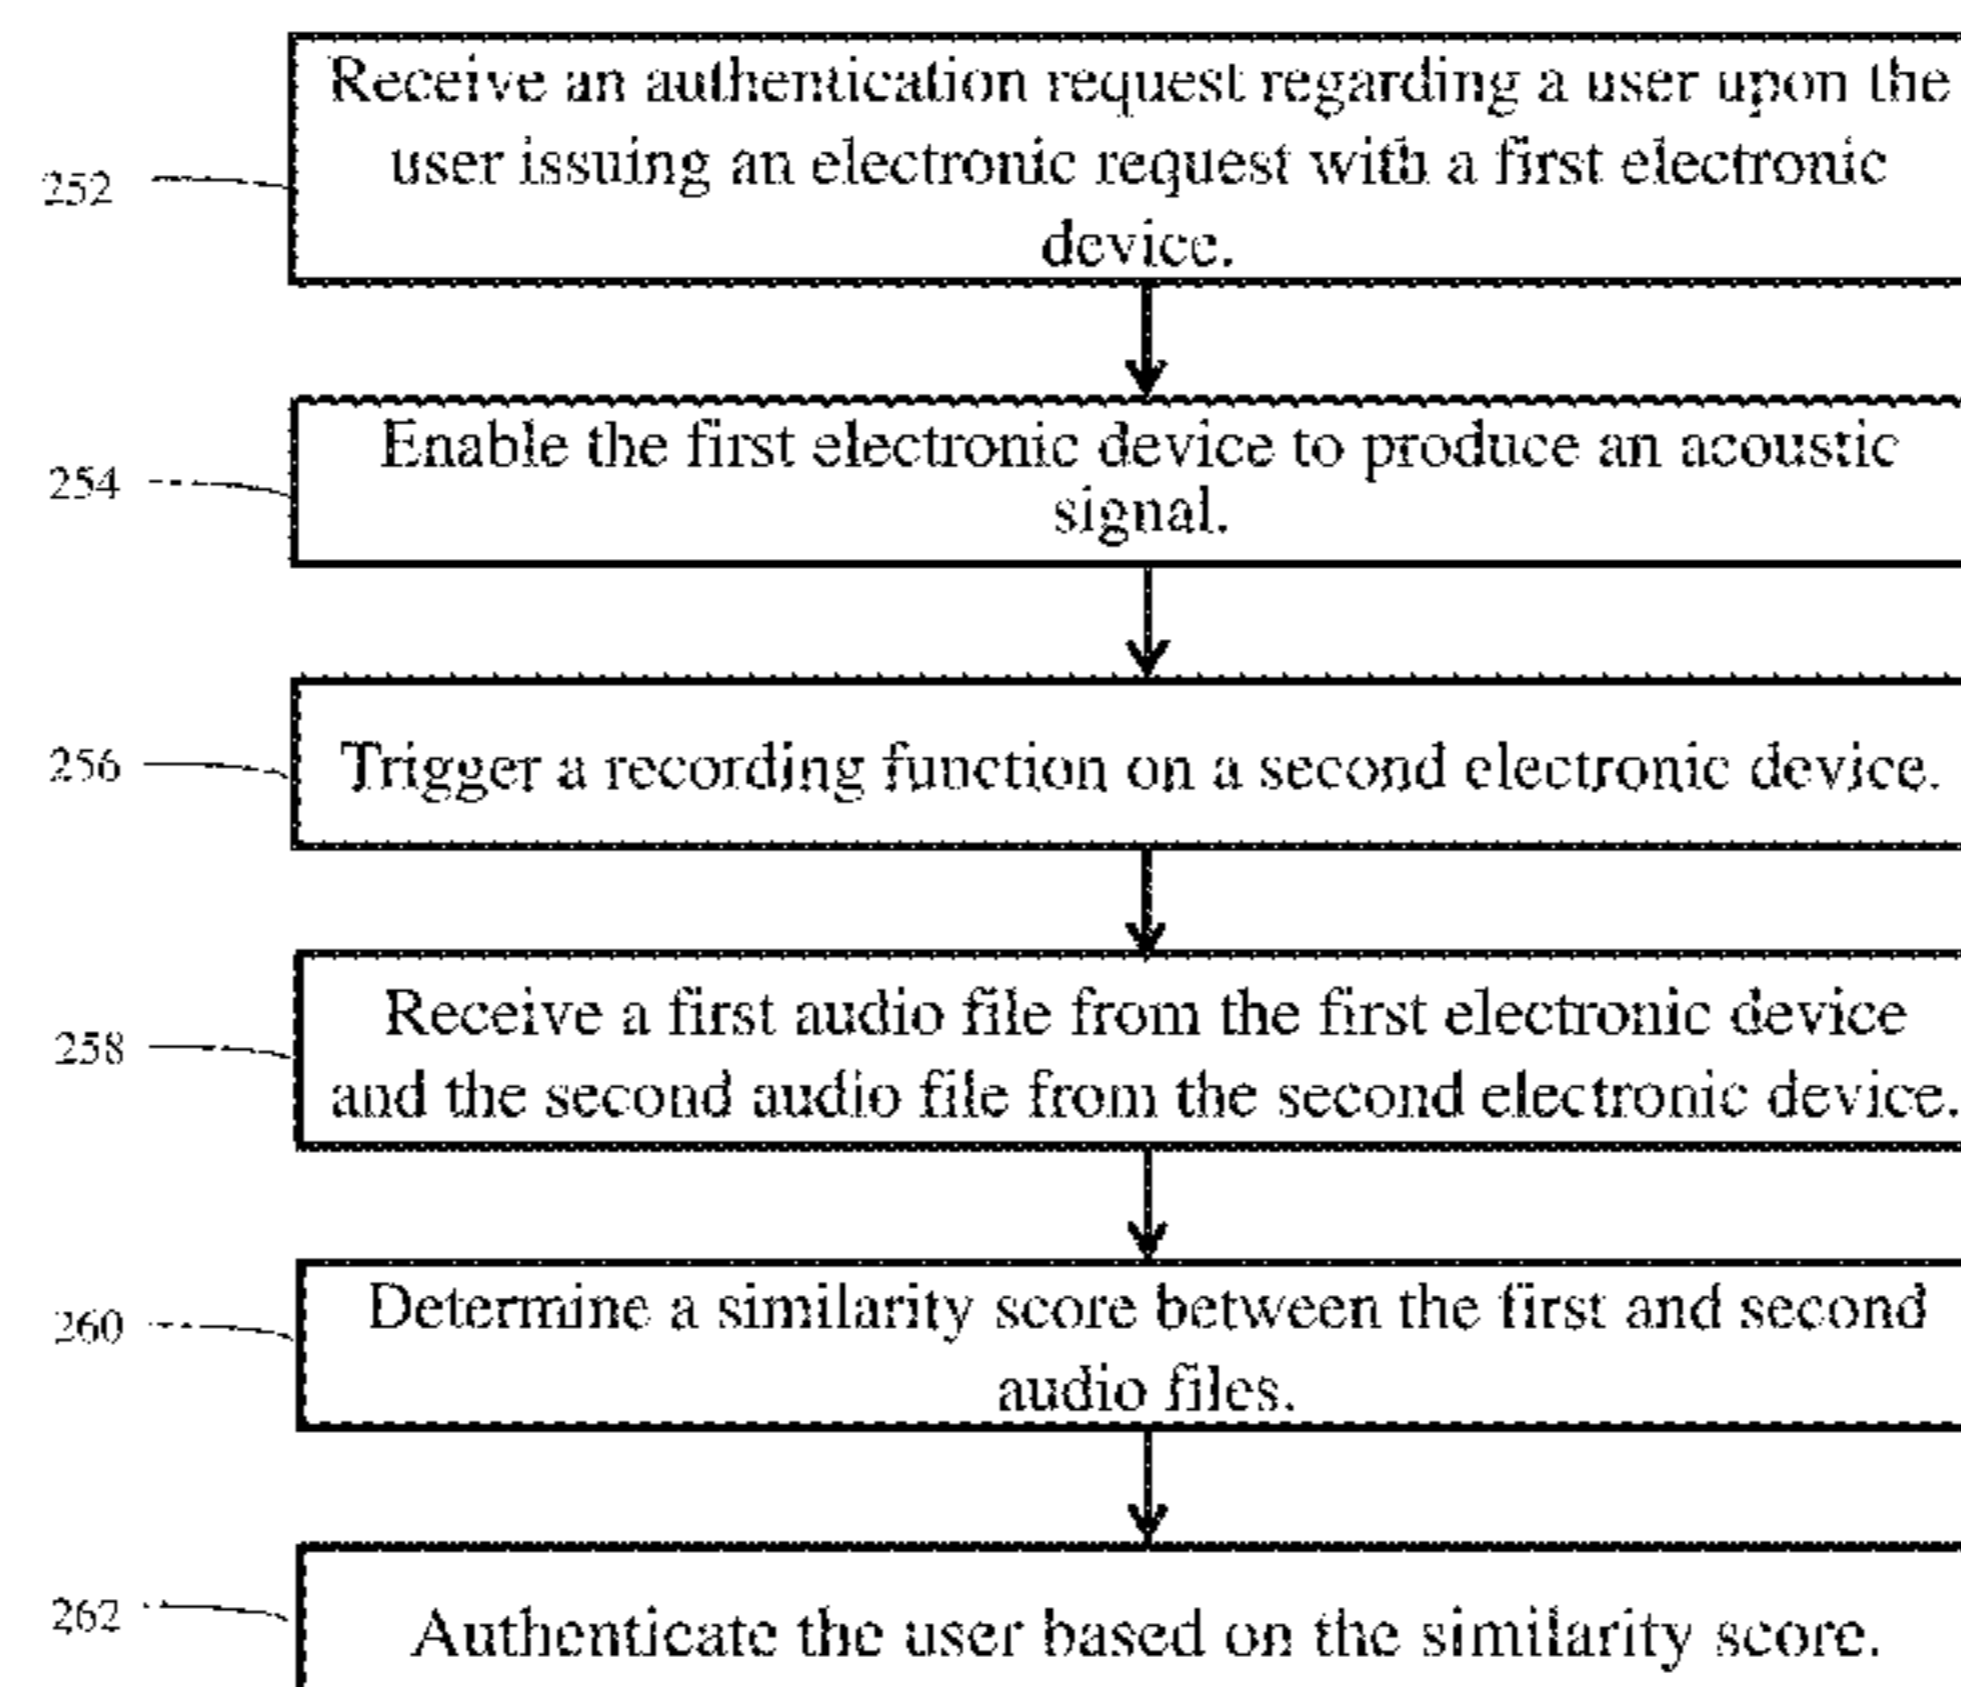 Receive an authentication request regarding a user upon the
user issuing an electronic request with a first electronic
device.
252
Enable the first electronic device to produce an acoustic
signal.
254
Trigger a recording function on a second electronic device.
256
Receive a first audio file from the first electronic device
and the second audio file from the second electronic device.
258
Determine a similarity score between the first and second
audio files.
260
Authenticate the user based on the similarity score.
262